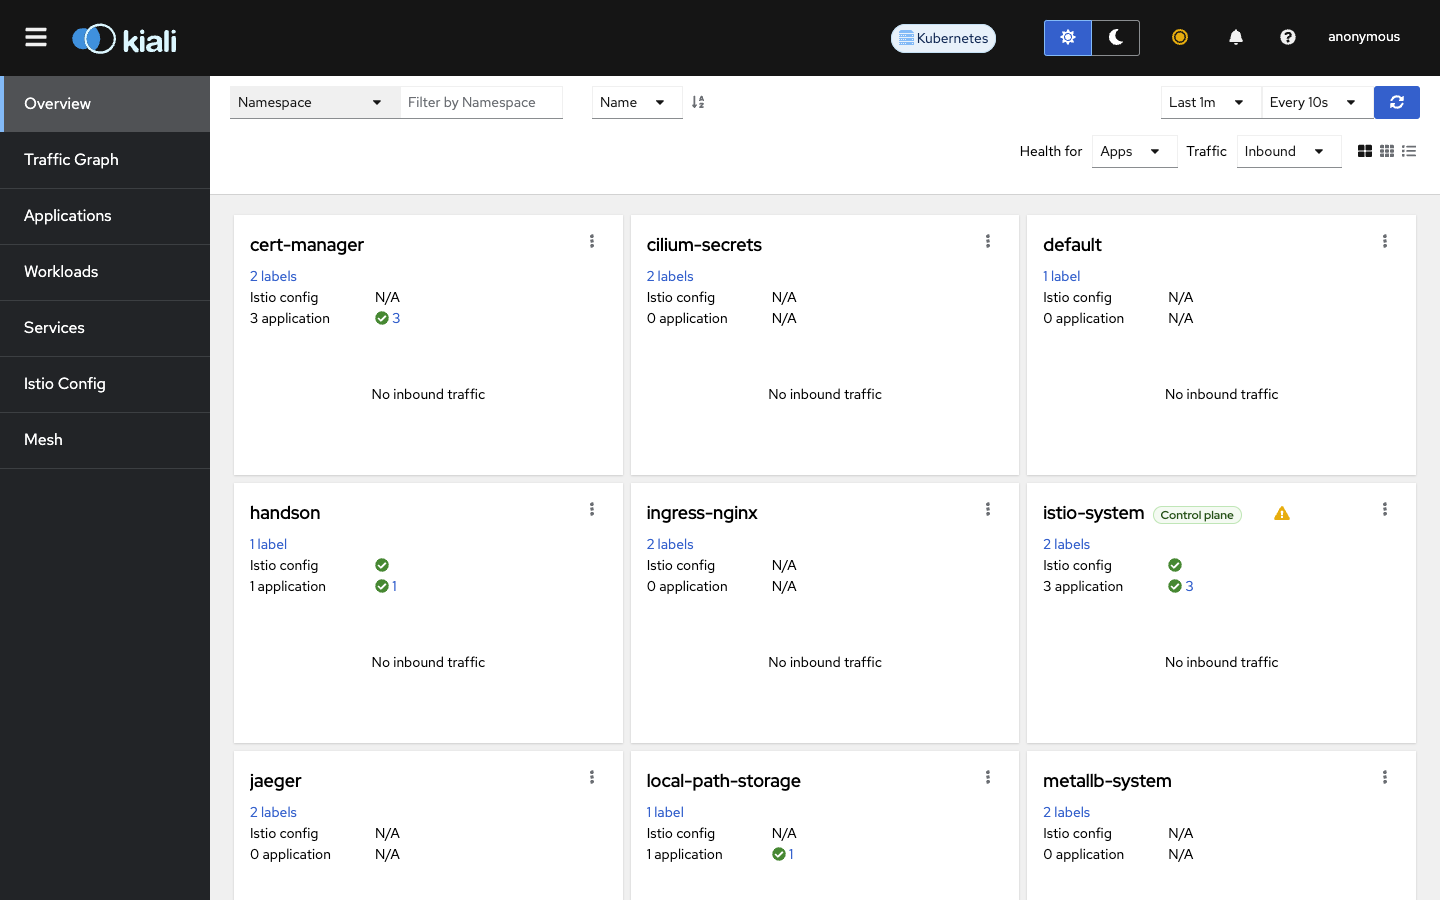 kiali
Kubernetes
anonymous
Overview
Traffic Graph
Applications
Workloads
Services
Istio Config
Mesh
Namespace
Filter by Namespace
Name
Last 1m
Every 10s
Health for
Apps
Traffic
Inbound
cert-manager
2 labels
Istio config N/A
3 application 3
No inbound traffic
cilium-secrets
2 labels
Istio config N/A
0 application N/A
No inbound traffic
default
1 label
Istio config N/A
0 application N/A
No inbound traffic
handson
1 label
Istio config
1 application 1
No inbound traffic
ingress-nginx
2 labels
Istio config N/A
0 application N/A
No inbound traffic
istio-system Control plane
2 labels
Istio config
3 application 3
No inbound traffic
jaeger
2 labels
Istio config N/A
0 application N/A
local-path-storage
1 label
Istio config N/A
1 application 1
metallb-system
2 labels
Istio config N/A
0 application N/A